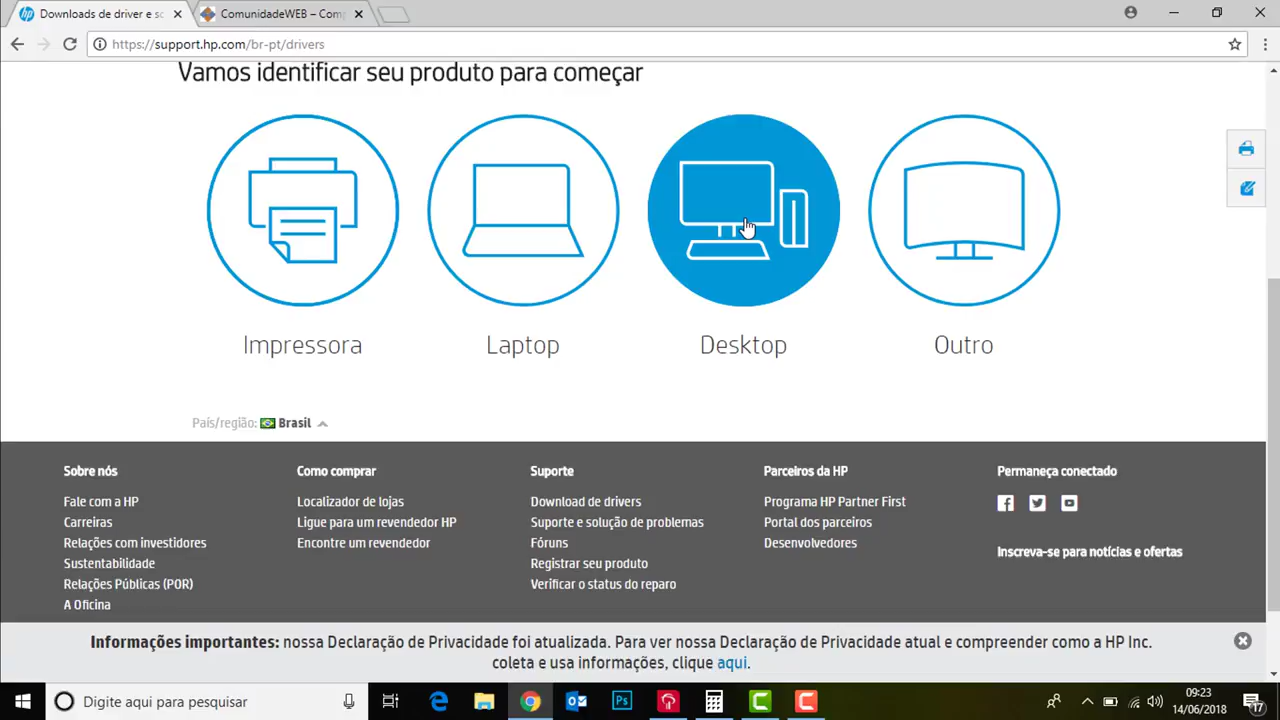 Downloads de driver e so
ComunidadeWEB – Com
https://support.hp.com/br-pt/drivers
Vamos identificar seu produto para começar
Impressora
Laptop
Desktop
Outro
País/região: Brasil
Sobre nós
Fale com a HP
Carreiras
Relações com investidores
Sustentabilidade
Relações Públicas (POR)
A Oficina
Como comprar
Localizador de lojas
Ligue para um revendedor HP
Encontre um revendedor
Suporte
Download de drivers
Suporte e solução de problemas
Fóruns
Registrar seu produto
Verificar o status do reparo
Parceiros da HP
Programa HP Partner First
Portal dos parceiros
Desenvolvedores
Permaneça conectado
Inscreva-se para notícias e ofertas
Informações importantes: nossa Declaração de Privacidade foi atualizada. Para ver nossa Declaração de Privacidade atual e compreender como a HP Inc.
coleta e usa informações, clique aqui.
Digite aqui para pesquisar
Ps
09:23
14/06/2018
17